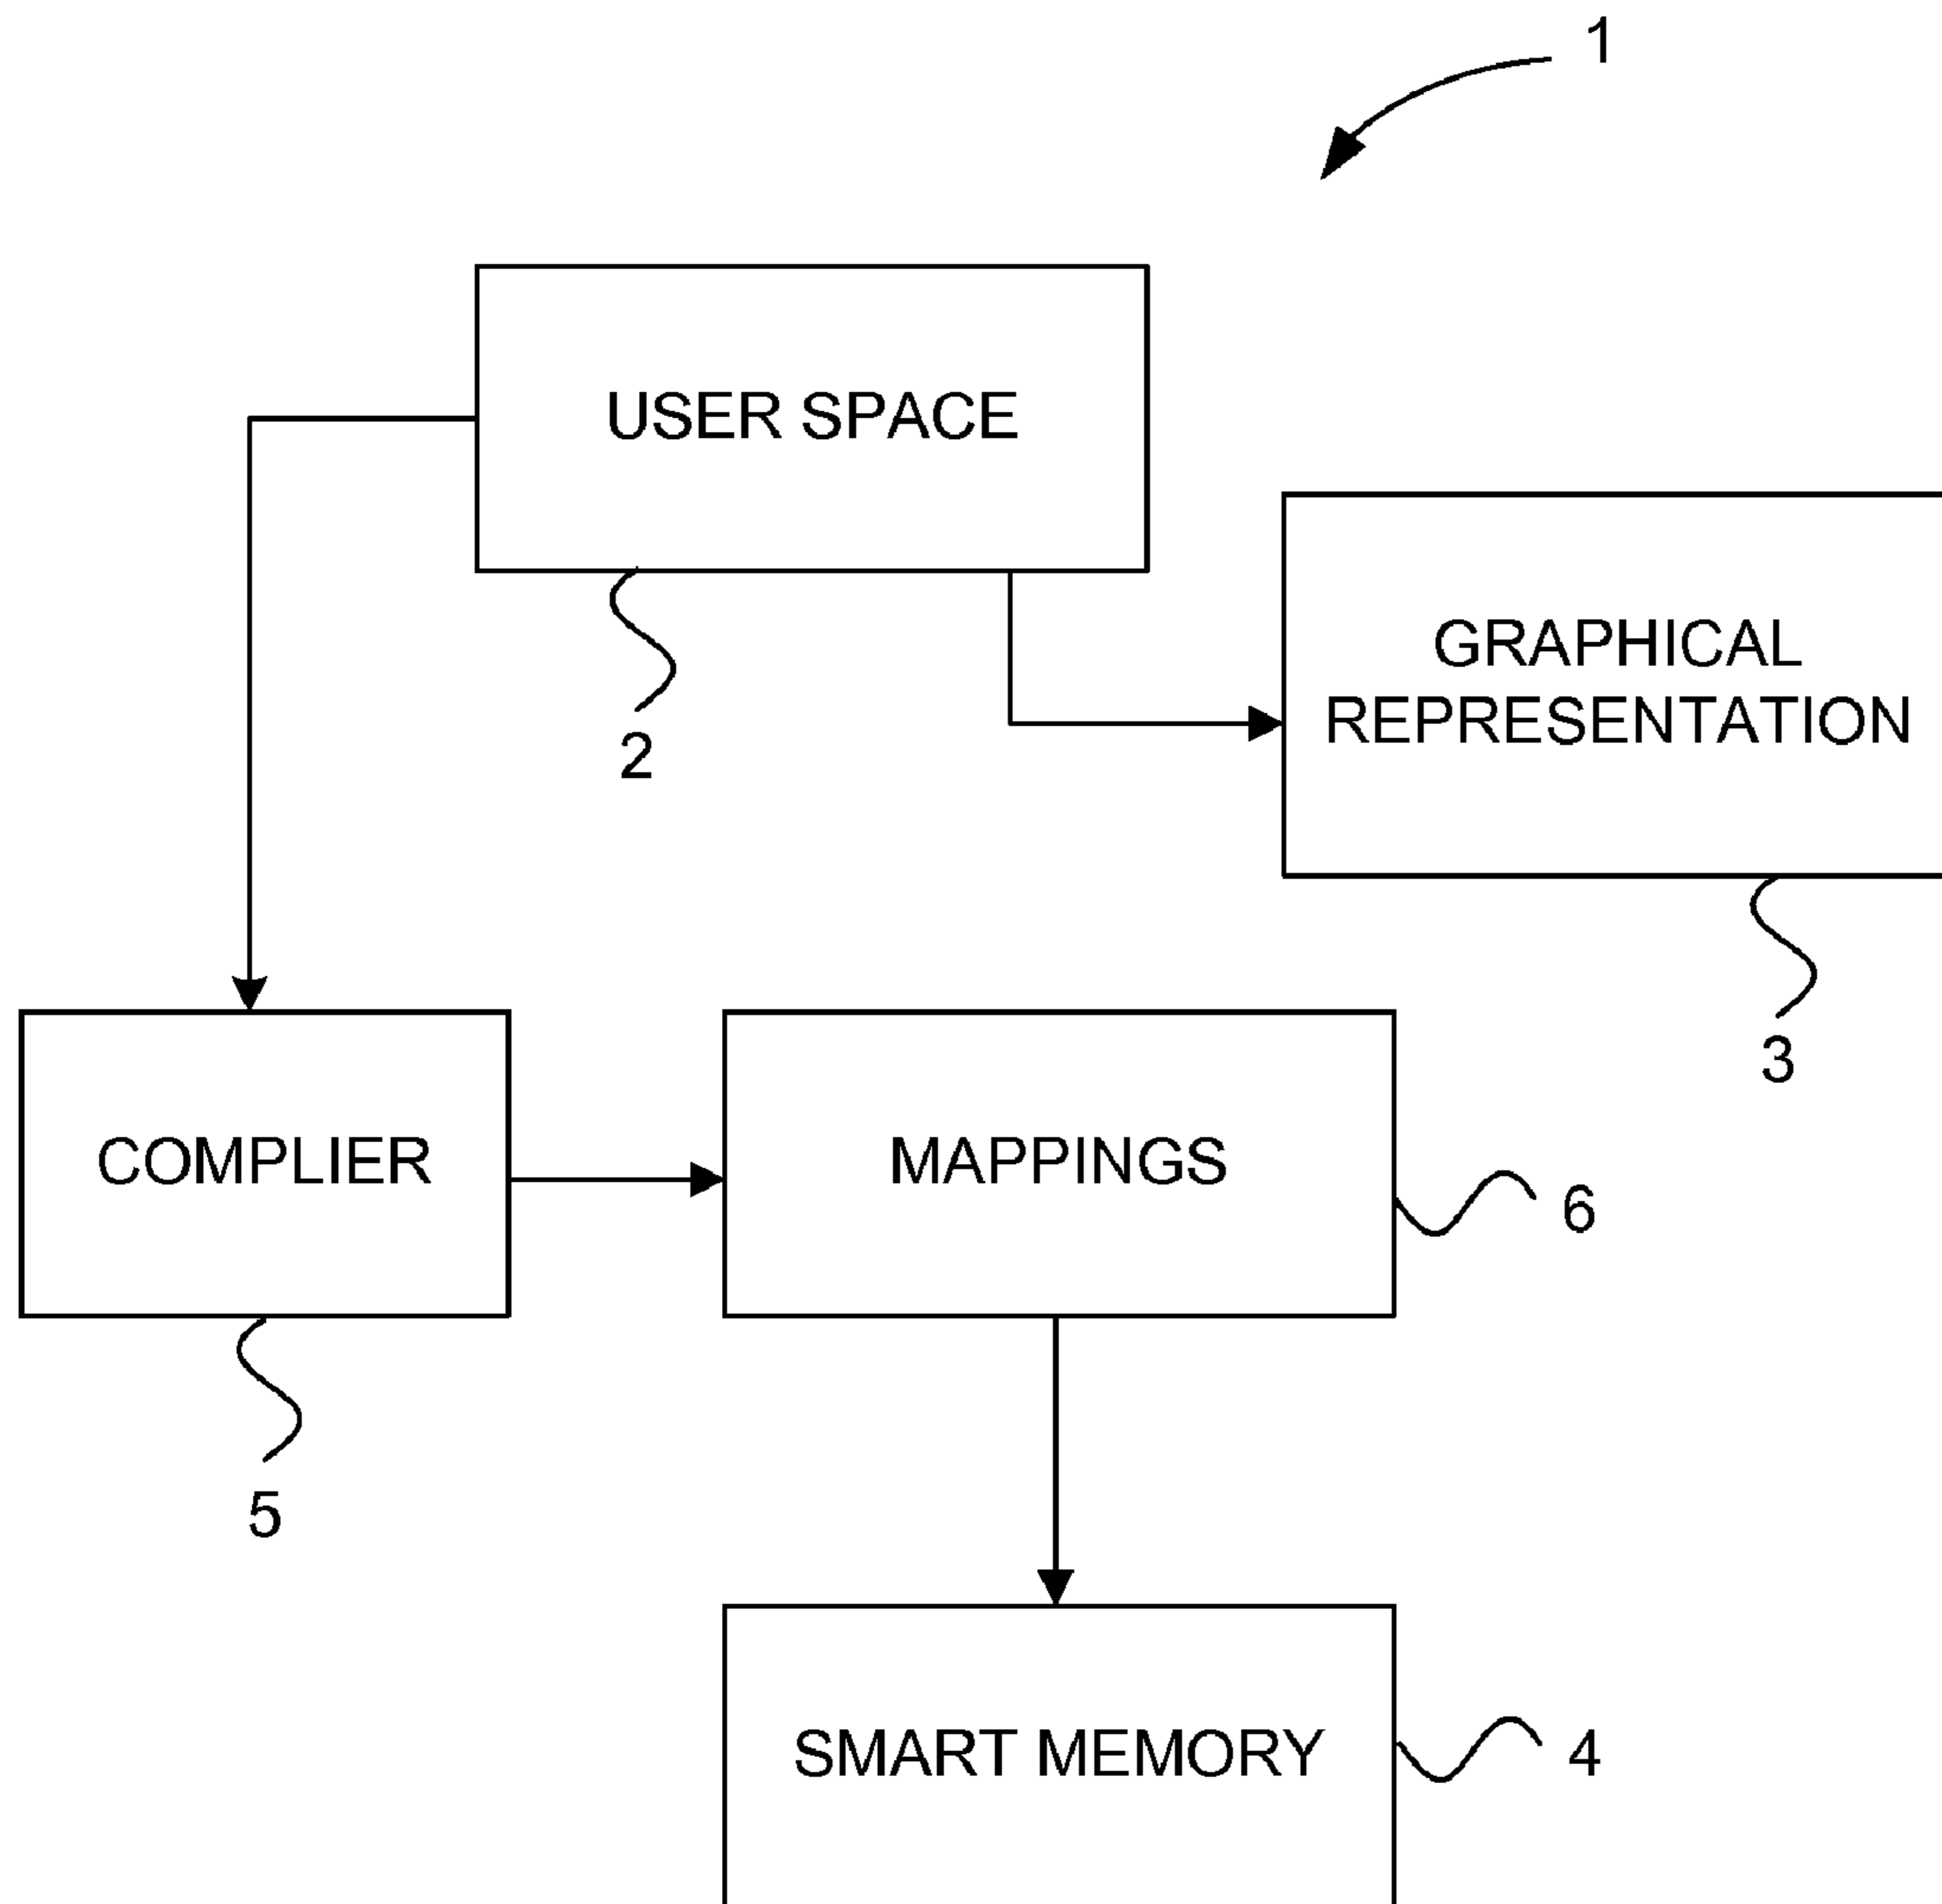 1
USER SPACE
2
GRAPHICAL
REPRESENTATION
3
COMPLIER
5
MAPPINGS
6
SMART MEMORY
4